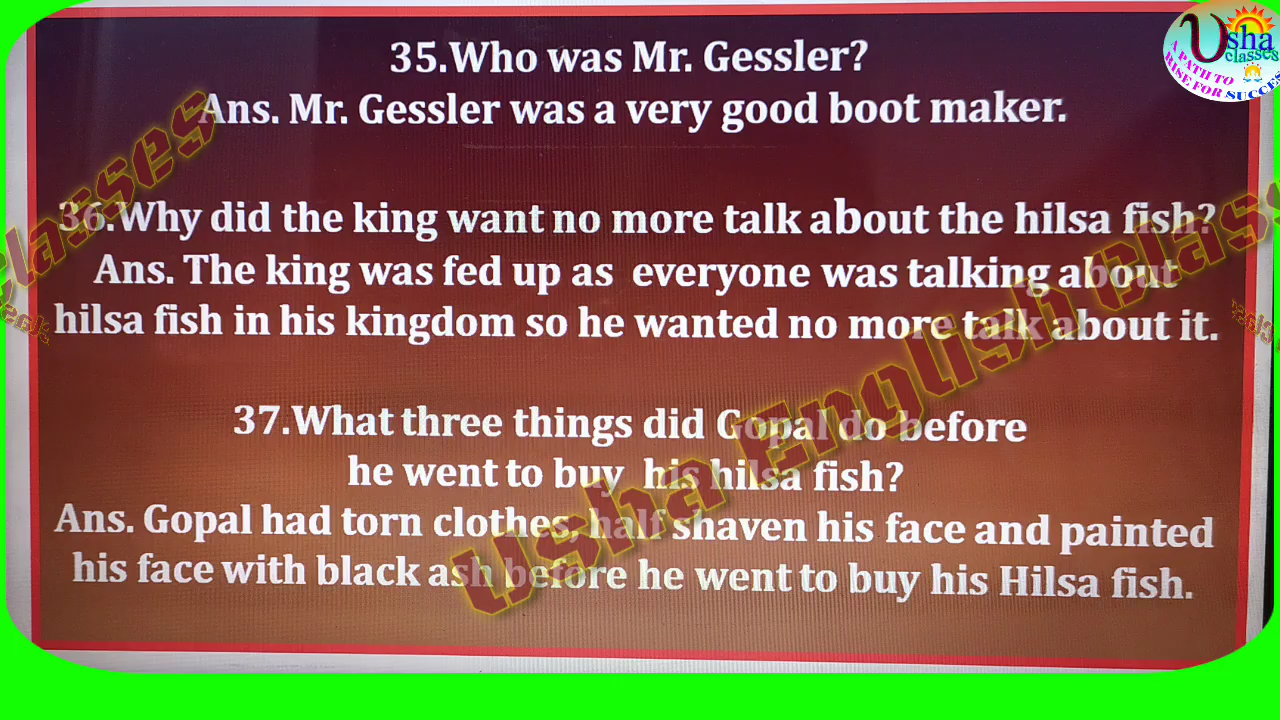 Usha
classes
A PATH TO
RISE FOR SUCCESS
35.Who was Mr. Gessler?
Ans. Mr. Gessler was a very good boot maker.
36.Why did the king want no more talk about the hilsa fish?
Ans. The king was fed up as everyone was talking about
hilsa fish in his kingdom so he wanted no more talk about it.
37.What three things did Gopal do before
he went to buy his hilsa fish?
Ans. Gopal had torn clothes, half shaven his face and painted
his face with black ash before he went to buy his Hilsa fish.
Usha English Classes
classes